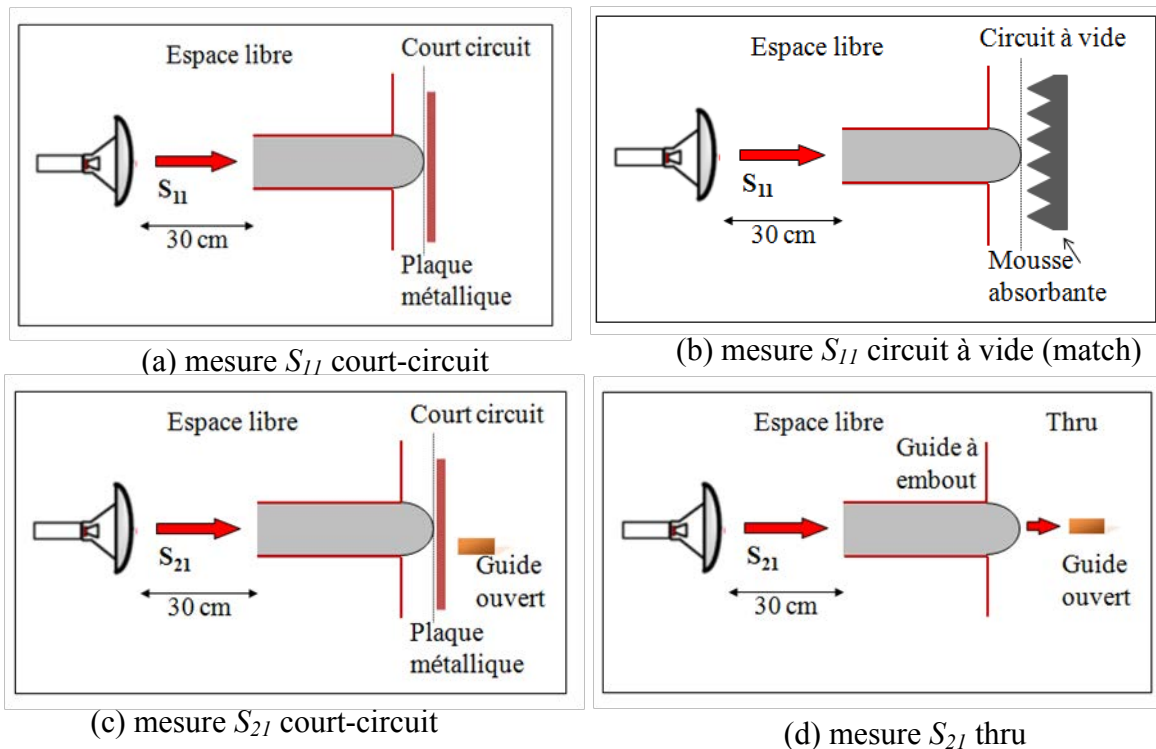 Espace libre
Court circuit
S11
30 cm
Plaque
métallique
(a) mesure S11 court-circuit
Espace libre
Circuit à vide
S11
30 cm
Mousse
absorbante
(b) mesure S11 circuit à vide (match)
Espace libre
Court circuit
S21
30 cm
Guide
ouvert
Plaque
métallique
(c) mesure S21 court-circuit
Espace libre
Thru
Guide à
embout
S21
30 cm
Guide
ouvert
(d) mesure S21 thru